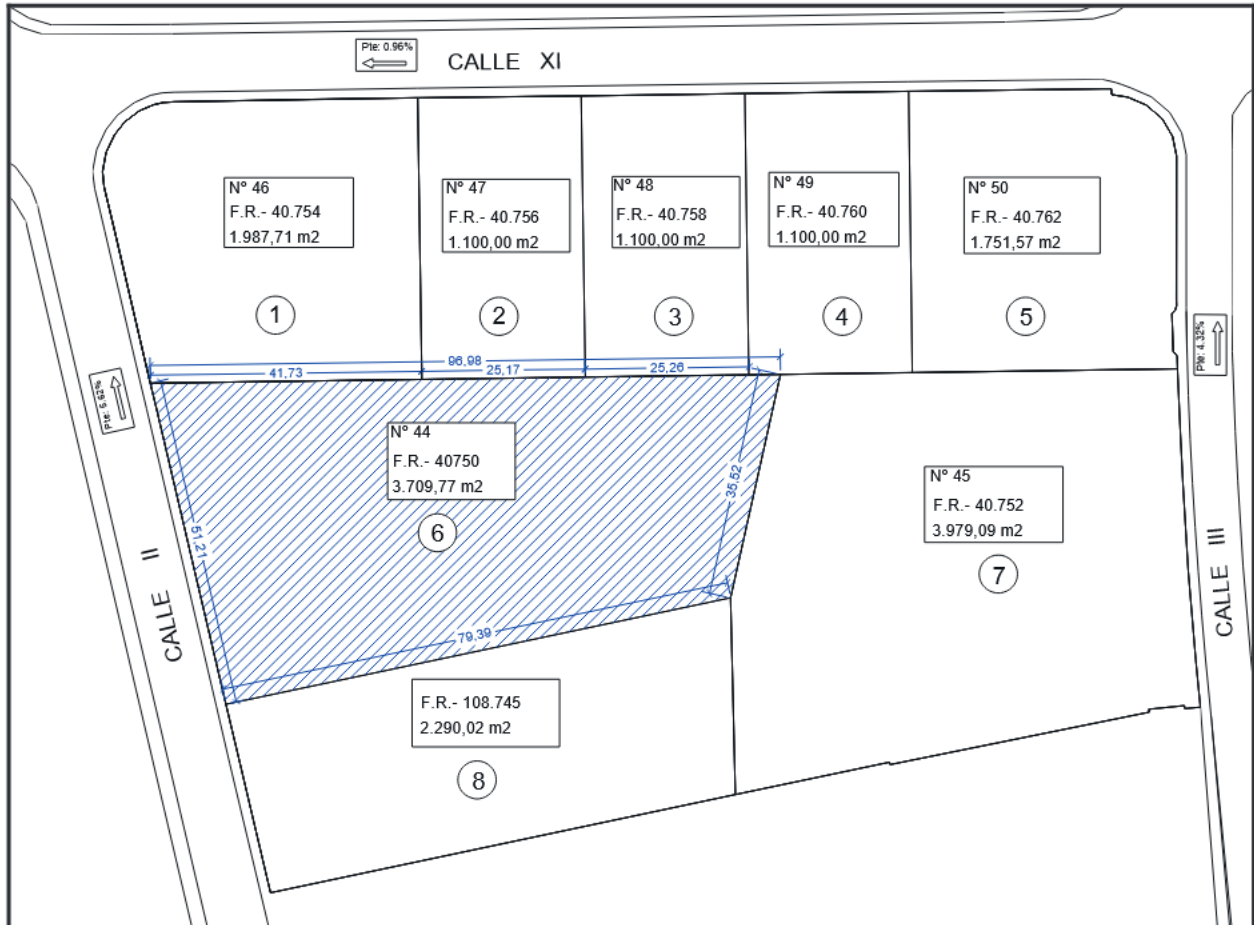 Pte: 0.96%
CALLE XI
Nº 46
F.R.- 40.754
1.987,71 m2
1
Nº 47
F.R.- 40.756
1.100,00 m2
2
Nº 48
F.R.- 40.758
1.100,00 m2
3
Nº 49
F.R.- 40.760
1.100,00 m2
4
Nº 50
F.R.- 40.762
1.751,57 m2
5
96,98
41,73
25,17
25,26
Pte: 5.62%
Pte: 4.32%
Nº 44
F.R.- 40750
3.709,77 m2
6
35,52
51,21
79,39
Nº 45
F.R.- 40.752
3.979,09 m2
7
CALLE II
CALLE III
F.R.- 108.745
2.290,02 m2
8